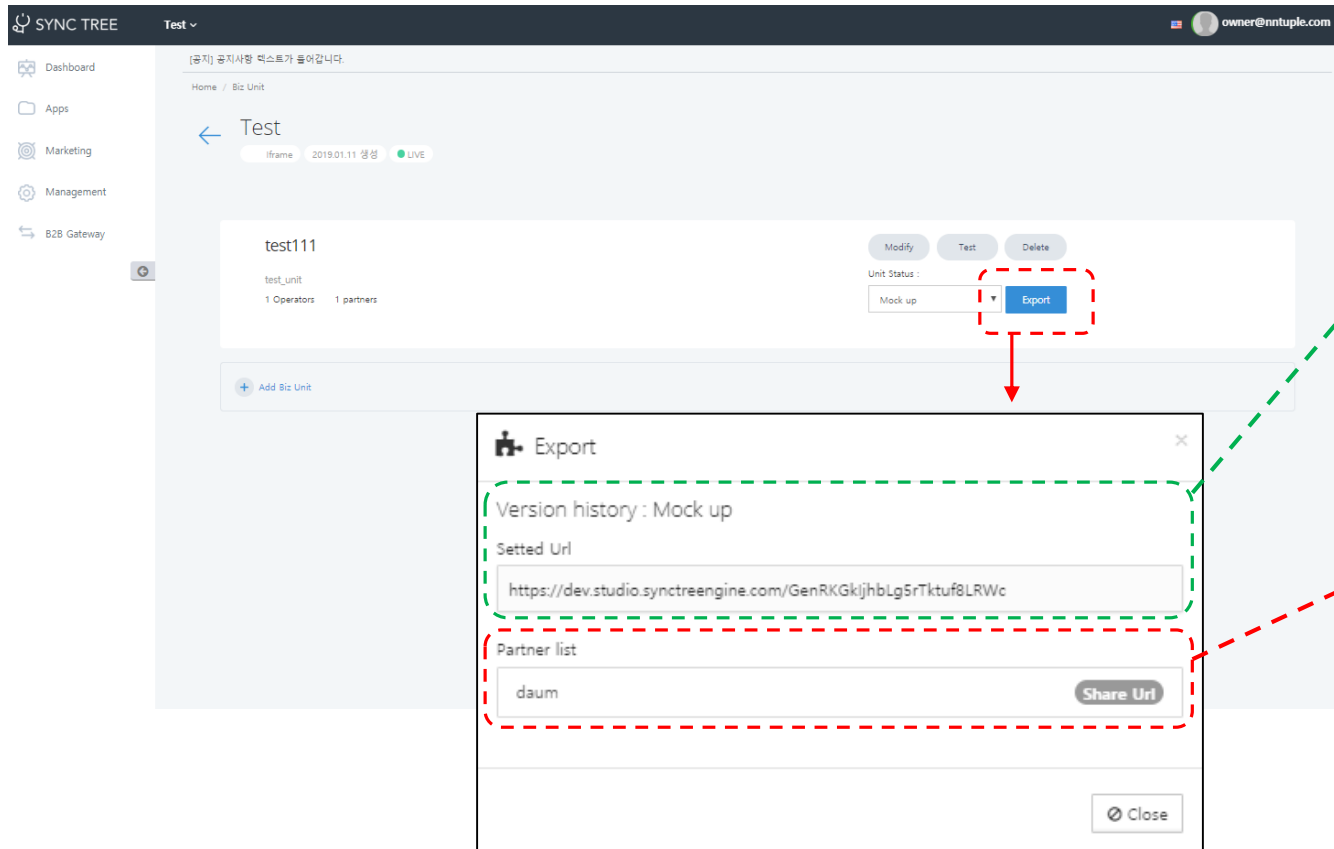 SYNC TREE
Test
owner@nntuple.com
Dashboard
Apps
Marketing
Management
B2B Gateway
[공지] 공지사항 텍스트가 들어갑니다.
Home / Biz Unit
Test
Iframe 2019.01.11 생성 LIVE
test111
Modify Test Delete
test_unit
Unit Status :
1 Operators 1 partners
Mock up
Export
+ Add Biz Unit
Export
Version history : Mock up
Setted Url
https://dev.studio.synctreengine.com/GenRKGkIjhbLg5rTktuf8LRWc
Partner list
daum
Share Url
Close